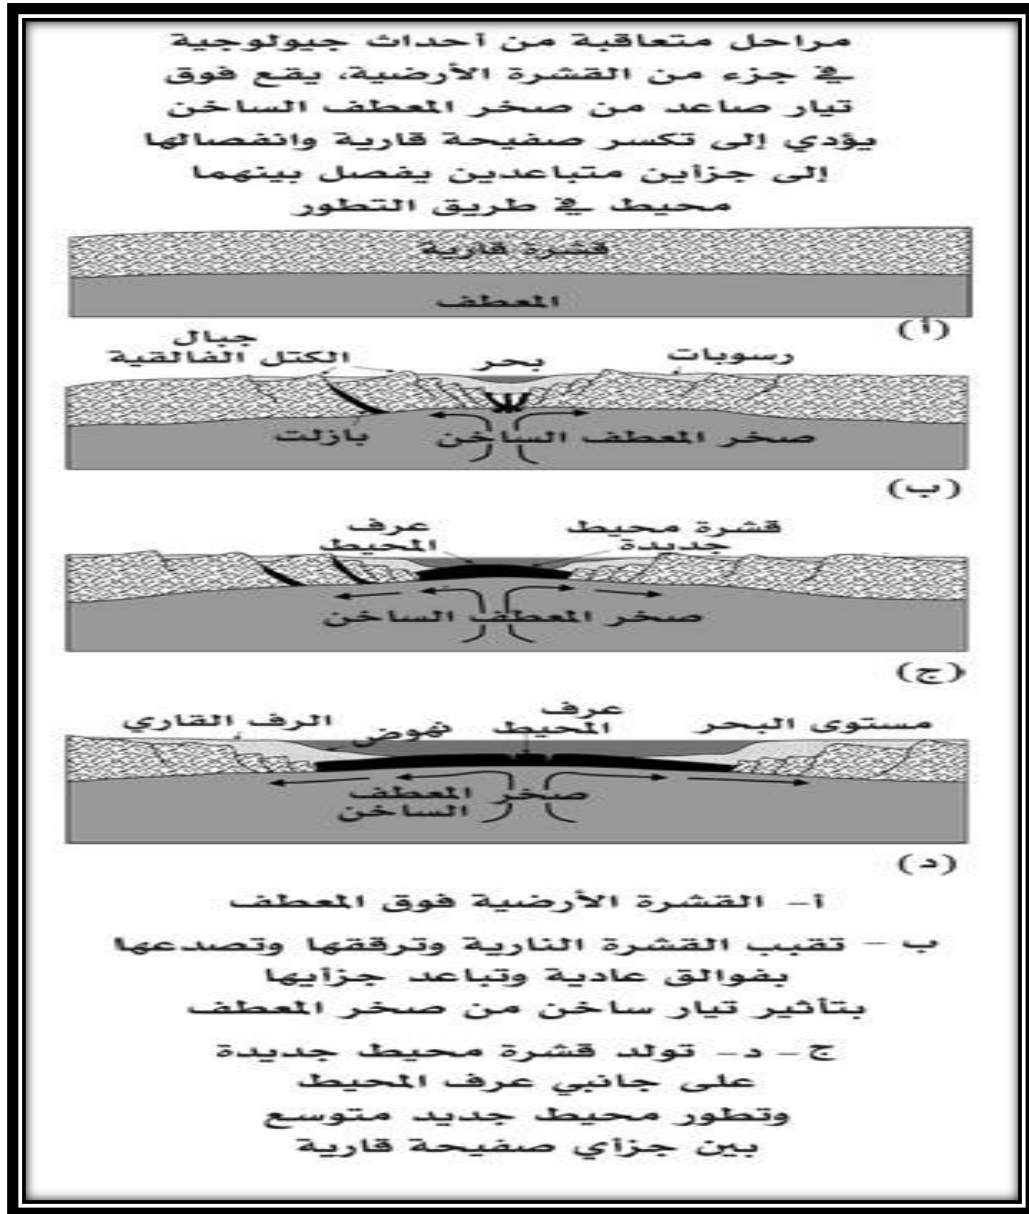 مراحل متعاقبة من أحداث جيولوجية
في جزء من القشرة الأرضية، يقع فوق
تيار صاعد من صخر المعطف الساخن
يؤدي إلى تكسر صفيحة قارية وانفصالها
إلى جزأين متباعدين يفصل بينهما
محيط في طريق التطور
قشرة قارية
المعطف
(أ)
جبال
الكتل الفالقية
بحر
رسوبات
بازلت
صخر المعطف الساخن
(ب)
عرف
المحيط
قشرة محيط
جديدة
صخر المعطف الساخن
(ج)
الرف القاري
نهوض
عرف
المحيط
مستوى البحر
صخر المعطف
الساخن
(د)
أ- القشرة الأرضية فوق المعطف
ب - تقبب القشرة النارية وترققها وتصدعها
بفوالق عادية وتباعد جزأيها
بتأثير تيار ساخن من صخر المعطف
ج - د- تولد قشرة محيط جديدة
على جانبي عرف المحيط
وتطور محيط جديد متوسع
بين جزأي صفيحة قارية